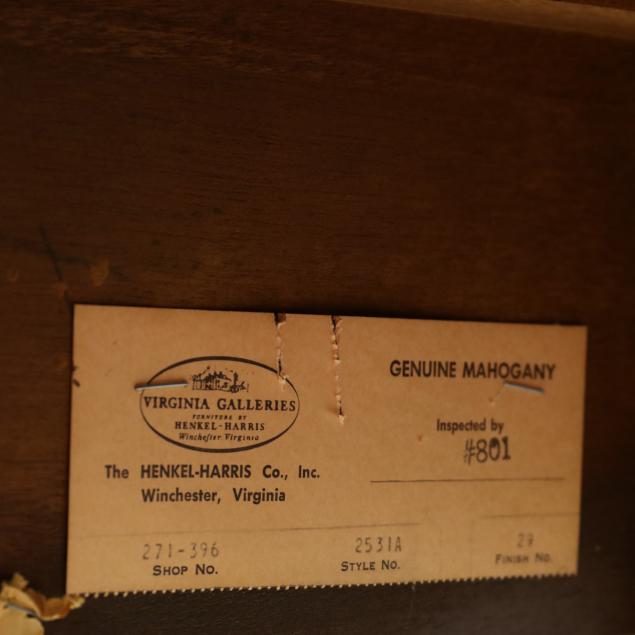 VIRGINIA GALLERIES
FURNITURE BY
HENKEL-HARRIS
Winchester Virginia
The HENKEL-HARRIS Co., Inc.
Winchester, Virginia
GENUINE MAHOGANY
Inspected by
#801
271-396
SHOP NO.
2531A
STYLE NO.
29
FINISH NO.